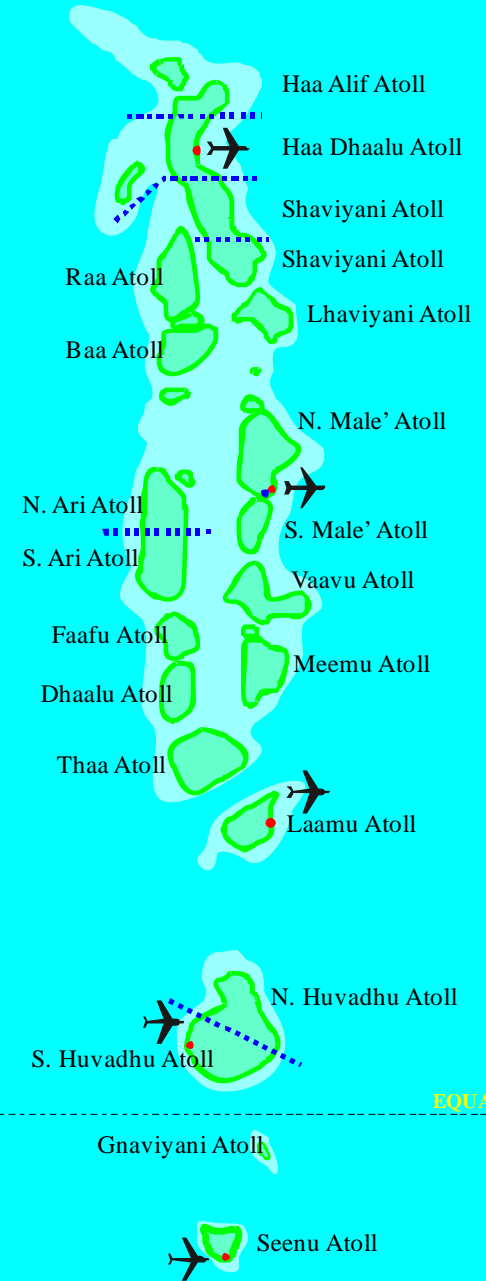 Haa Alif Atoll
Haa Dhaalu Atoll
Shaviyani Atoll
Shaviyani Atoll
Raa Atoll
Lhaviyani Atoll
Baa Atoll
N. Male’ Atoll
N. Ari Atoll
S. Male’ Atoll
S. Ari Atoll
Vaavu Atoll
Faafu Atoll
Meemu Atoll
Dhaalu Atoll
Thaa Atoll
Laamu Atoll
N. Huvadhu Atoll
S. Huvadhu Atoll
EQUA
Gnaviyani Atoll
Seenu Atoll